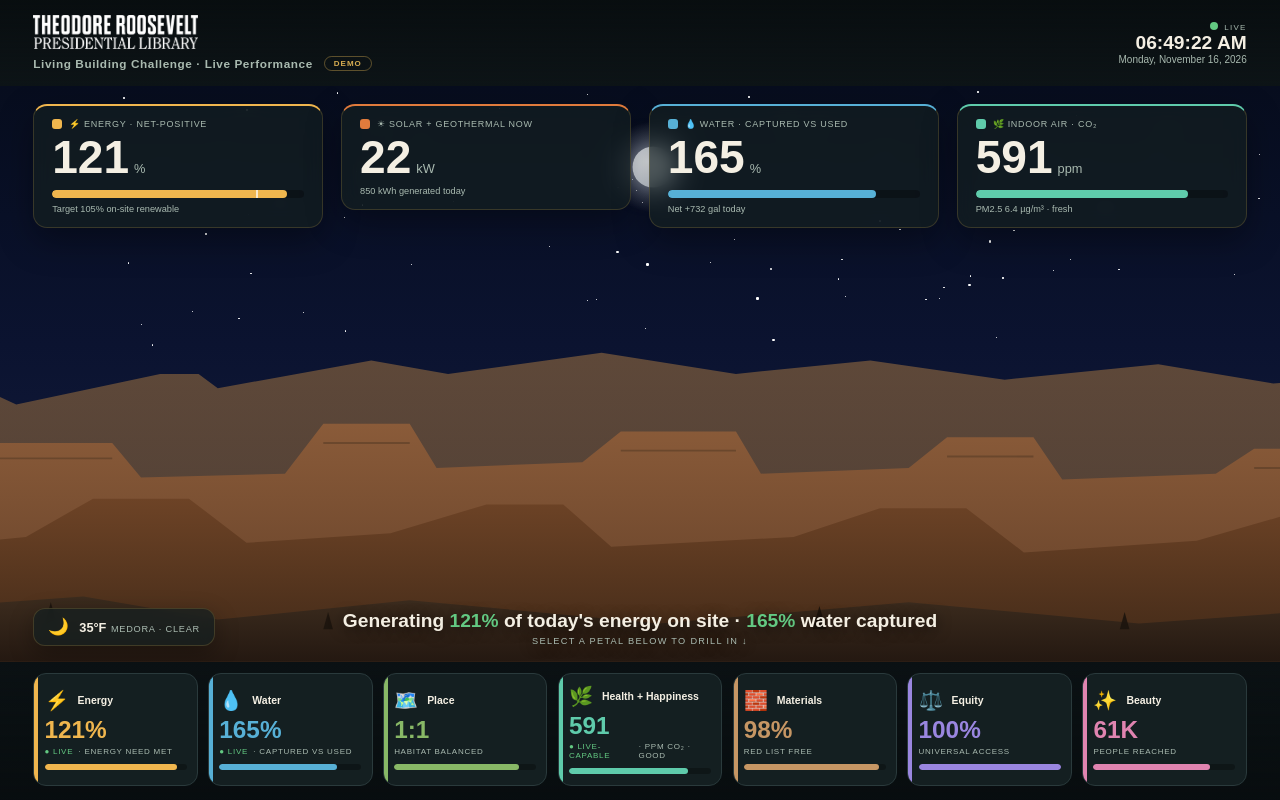 THEODORE ROOSEVELT
PRESIDENTIAL LIBRARY
Living Building Challenge · Live Performance DEMO
LIVE
06:49:22 AM
Monday, November 16, 2026
⚡ ENERGY · NET-POSITIVE
121 %
Target 105% on-site renewable
☀ SOLAR + GEOTHERMAL NOW
22 kW
850 kWh generated today
💧 WATER · CAPTURED VS USED
165 %
Net +732 gal today
🌿 INDOOR AIR · CO₂
591 ppm
PM2.5 6.4 µg/m³ · fresh
🌙 35°F MEDORA · CLEAR
Generating 121% of today's energy on site · 165% water captured
SELECT A PETAL BELOW TO DRILL IN ↓
⚡ Energy
121%
● LIVE · ENERGY NEED MET
💧 Water
165%
● LIVE · CAPTURED VS USED
🗺️ Place
1:1
HABITAT BALANCED
🌿 Health + Happiness
591
● LIVE-CAPABLE · PPM CO₂ · GOOD
🧱 Materials
98%
RED LIST FREE
⚖️ Equity
100%
UNIVERSAL ACCESS
✨ Beauty
61K
PEOPLE REACHED